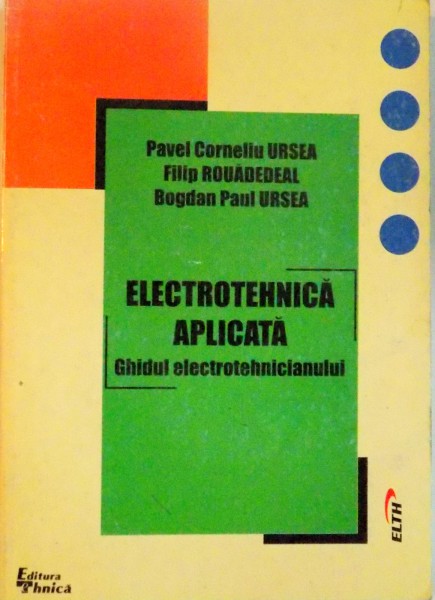 Pavel Corneliu URSEA
Filip ROUĂDEDEAL
Bogdan Paul URSEA
ELECTROTEHNICĂ
APLICATĂ
Ghidul electrotehnicianului
ELTH
Editura
Tehnică